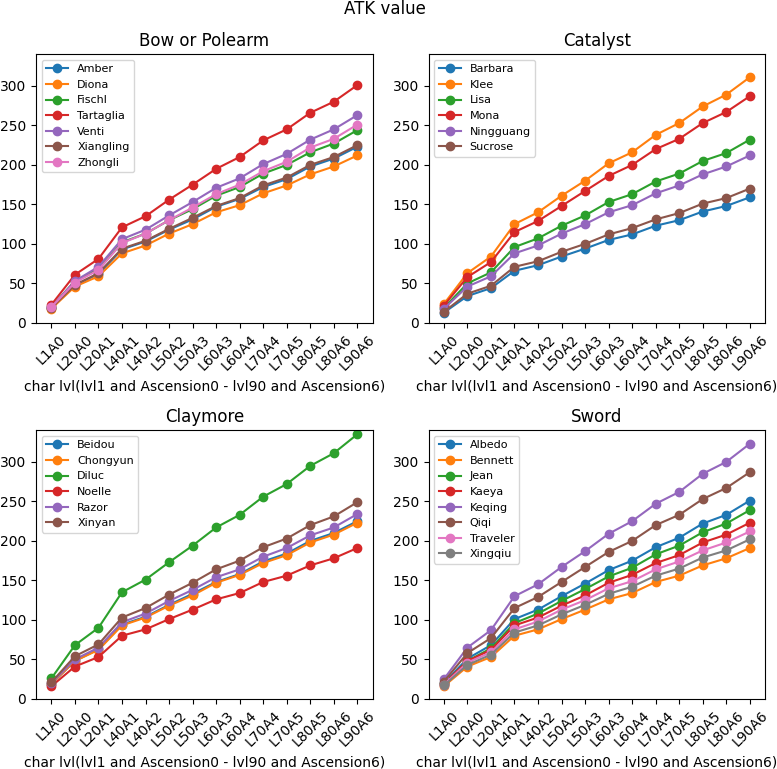 ATK value
Bow or Polearm
300
250
200
150
100
50
0
Amber
Diona
Fischl
Tartaglia
Venti
Xiangling
Zhongli
L1A0 L20A0 L20A1 L40A1 L40A2 L50A2 L50A3 L60A3 L60A4 L70A4 L70A5 L80A5 L80A6 L90A6
char lvl(lvl1 and Ascension0 - lvl90 and Ascension6)
Catalyst
300
250
200
150
100
50
0
Barbara
Klee
Lisa
Mona
Ningguang
Sucrose
L1A0 L20A0 L20A1 L40A1 L40A2 L50A2 L50A3 L60A3 L60A4 L70A4 L70A5 L80A5 L80A6 L90A6
char lvl(lvl1 and Ascension0 - lvl90 and Ascension6)
Claymore
300
250
200
150
100
50
0
Beidou
Chongyun
Diluc
Noelle
Razor
Xinyan
L1A0 L20A0 L20A1 L40A1 L40A2 L50A2 L50A3 L60A3 L60A4 L70A4 L70A5 L80A5 L80A6 L90A6
char lvl(lvl1 and Ascension0 - lvl90 and Ascension6)
Sword
300
250
200
150
100
50
0
Albedo
Bennett
Jean
Kaeya
Keqing
Qiqi
Traveler
Xingqiu
L1A0 L20A0 L20A1 L40A1 L40A2 L50A2 L50A3 L60A3 L60A4 L70A4 L70A5 L80A5 L80A6 L90A6
char lvl(lvl1 and Ascension0 - lvl90 and Ascension6)